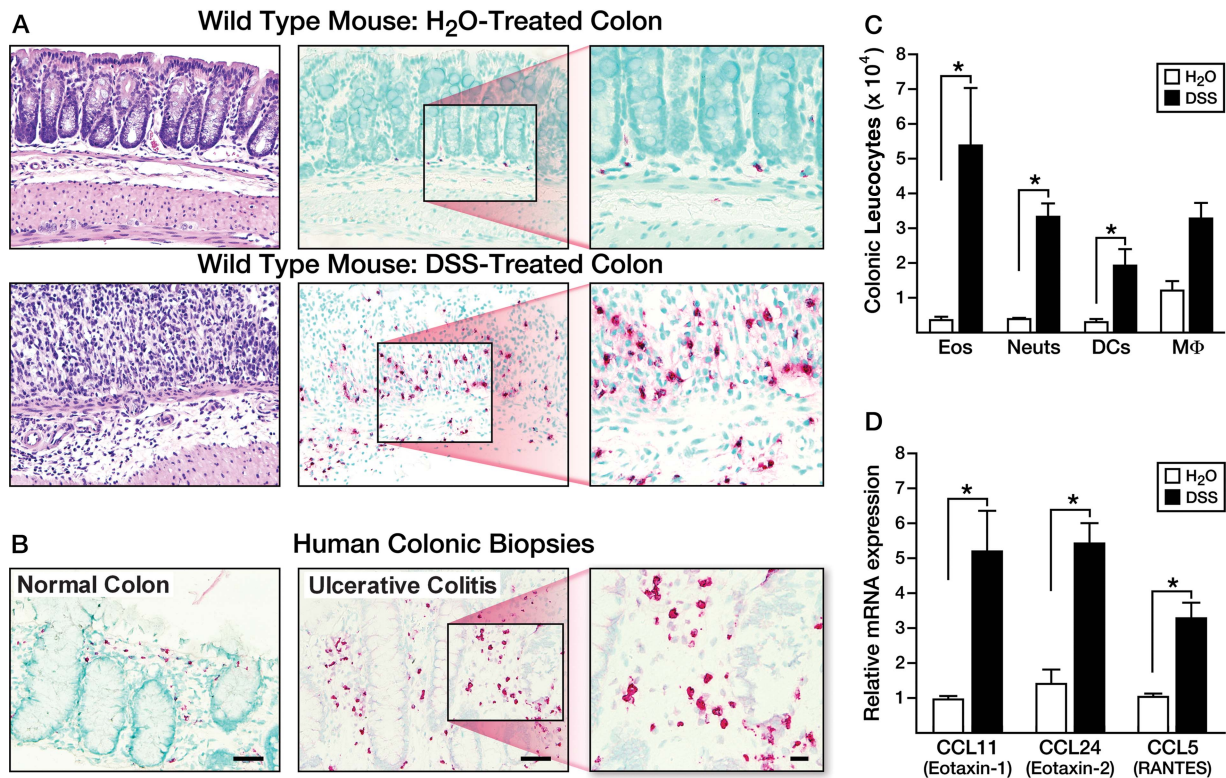 A
Wild Type Mouse: H₂O-Treated Colon
Wild Type Mouse: DSS-Treated Colon
B
Human Colonic Biopsies
Normal Colon
Ulcerative Colitis
C
Colonic Leucocytes (x 10⁴)
8
7
6
5
4
3
2
1
H₂O
DSS
*
*
*
Eos Neuts DCs MΦ
D
Relative mRNA expression
8
7
6
5
4
3
2
1
H₂O
DSS
*
*
*
CCL11 CCL24 CCL5
(Eotaxin-1) (Eotaxin-2) (RANTES)